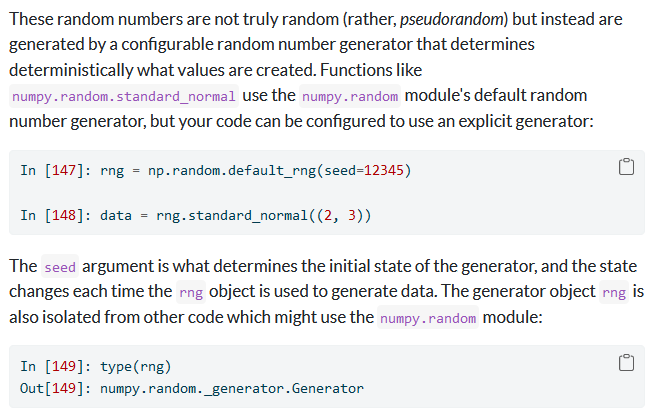 These random numbers are not truly random (rather, pseudorandom) but instead are
generated by a configurable random number generator that determines
deterministically what values are created. Functions like
numpy.random.standard_normal use the numpy.random module's default random
number generator, but your code can be configured to use an explicit generator:
In [147]: rng = np.random.default_rng(seed=12345)
In [148]: data = rng.standard_normal((2, 3))
The seed argument is what determines the initial state of the generator, and the state
changes each time the rng object is used to generate data. The generator object rng is
also isolated from other code which might use the numpy.random module:
In [149]: type(rng)
Out[149]: numpy.random._generator.Generator